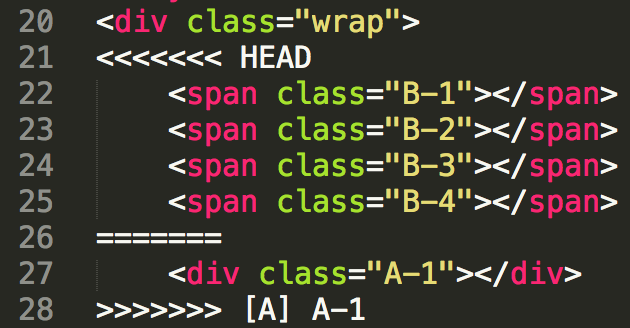 20 <div class="wrap">
21 <<<<<<< HEAD
22     <span class="B-1"></span>
23     <span class="B-2"></span>
24     <span class="B-3"></span>
25     <span class="B-4"></span>
26 =======
27     <div class="A-1"></div>
28 >>>>>>> [A] A-1